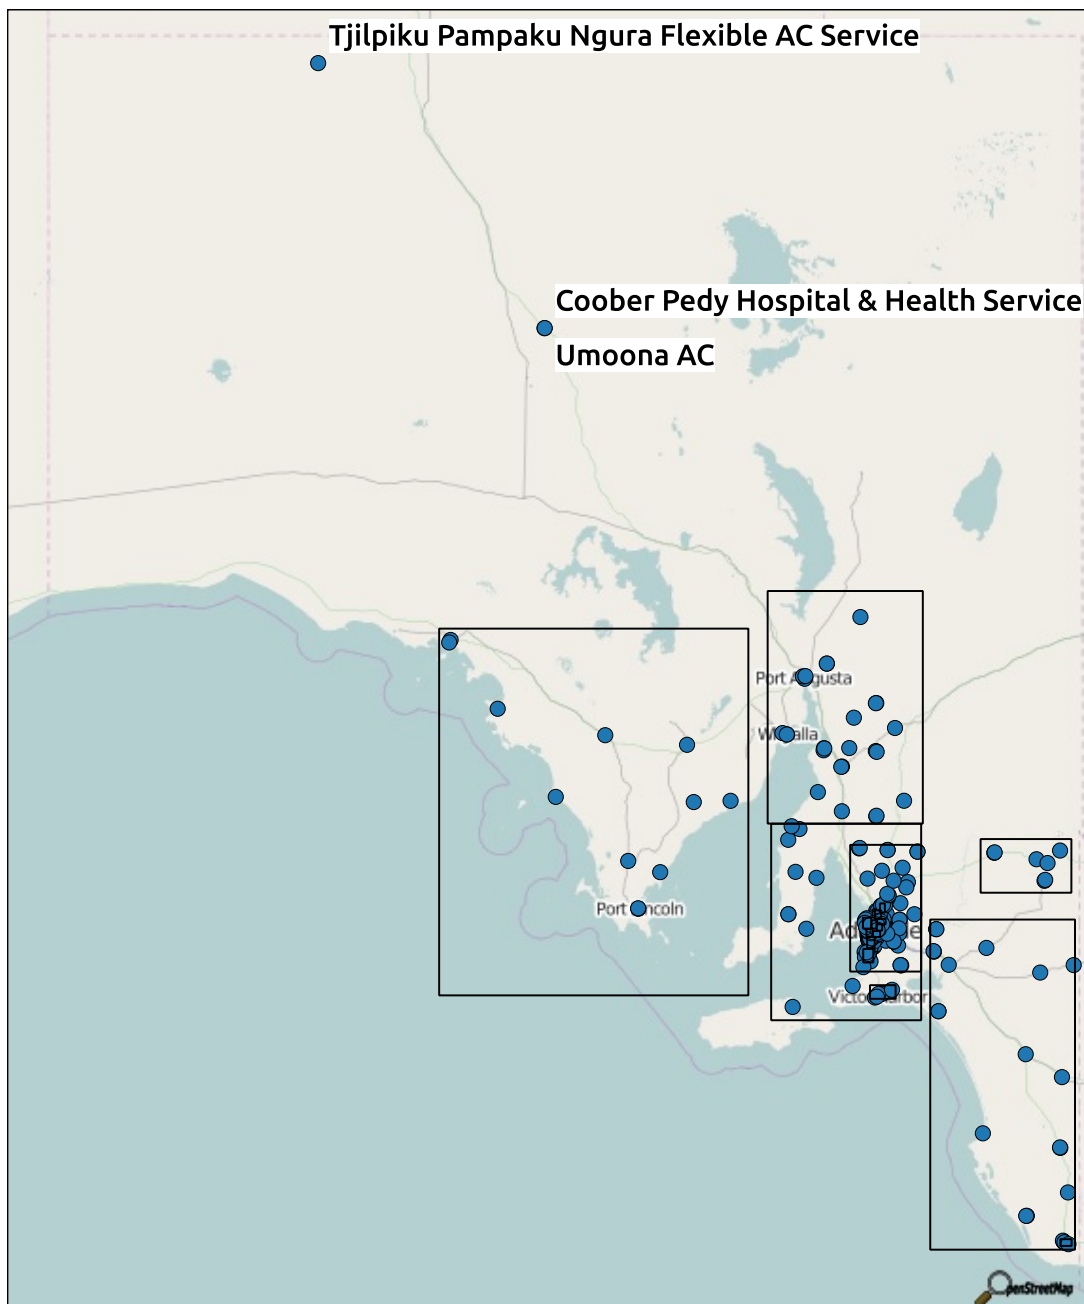 Tjilpiku Pampaku Ngura Flexible AC Service
Coober Pedy Hospital & Health Service
Umoona AC
Port Augusta
Whyalla
Port Lincoln
Adelaide
Victor Harbor
OpenStreetMap